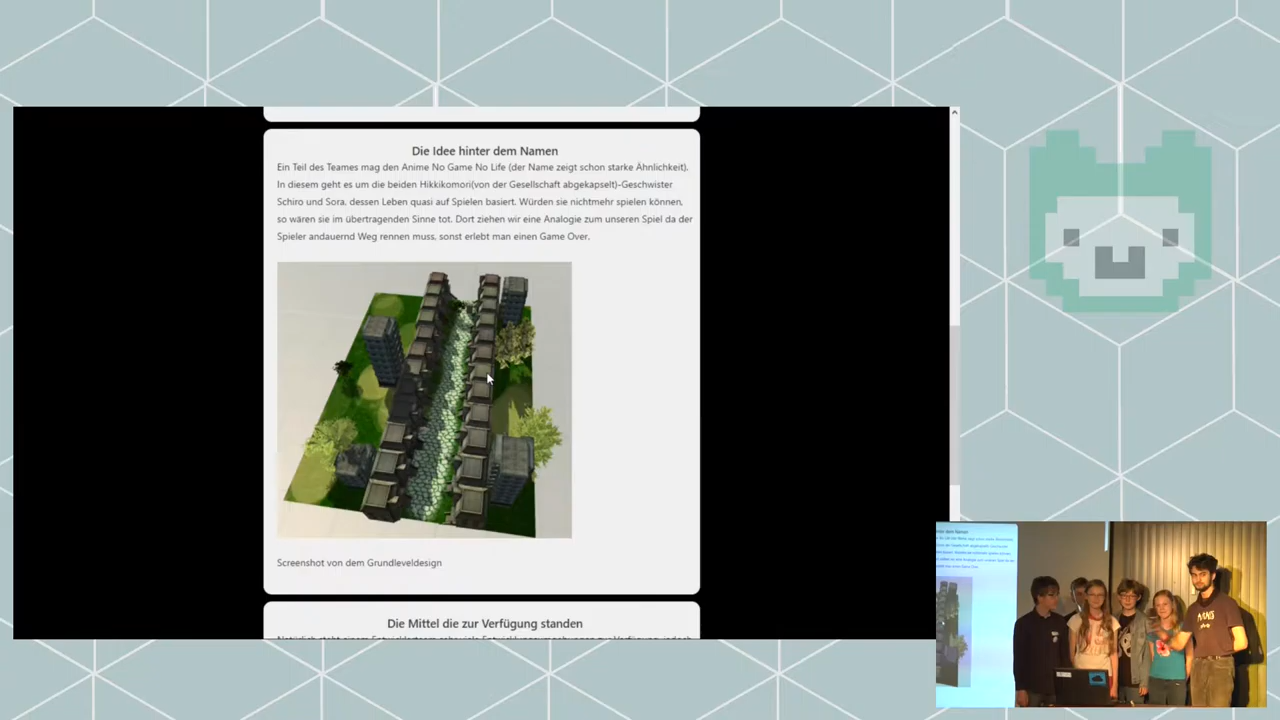 Die Idee hinter dem Namen
Ein Teil des Teames mag den Anime No Game No Life (der Name zeigt schon starke Ähnlichkeit).
In diesem geht es um die beiden Hikkikomori(von der Gesellschaft abgekapselt)-Geschwister
Schiro und Sora, dessen Leben quasi auf Spielen basiert. Würden sie nichtmehr spielen können,
so wären sie im übertragenden Sinne tot. Dort ziehen wir eine Analogie zum unseren Spiel da der
Spieler andauernd Weg rennen muss, sonst erlebt man einen Game Over.
Screenshot von dem Grundleveldesign
Die Mittel die zur Verfügung standen